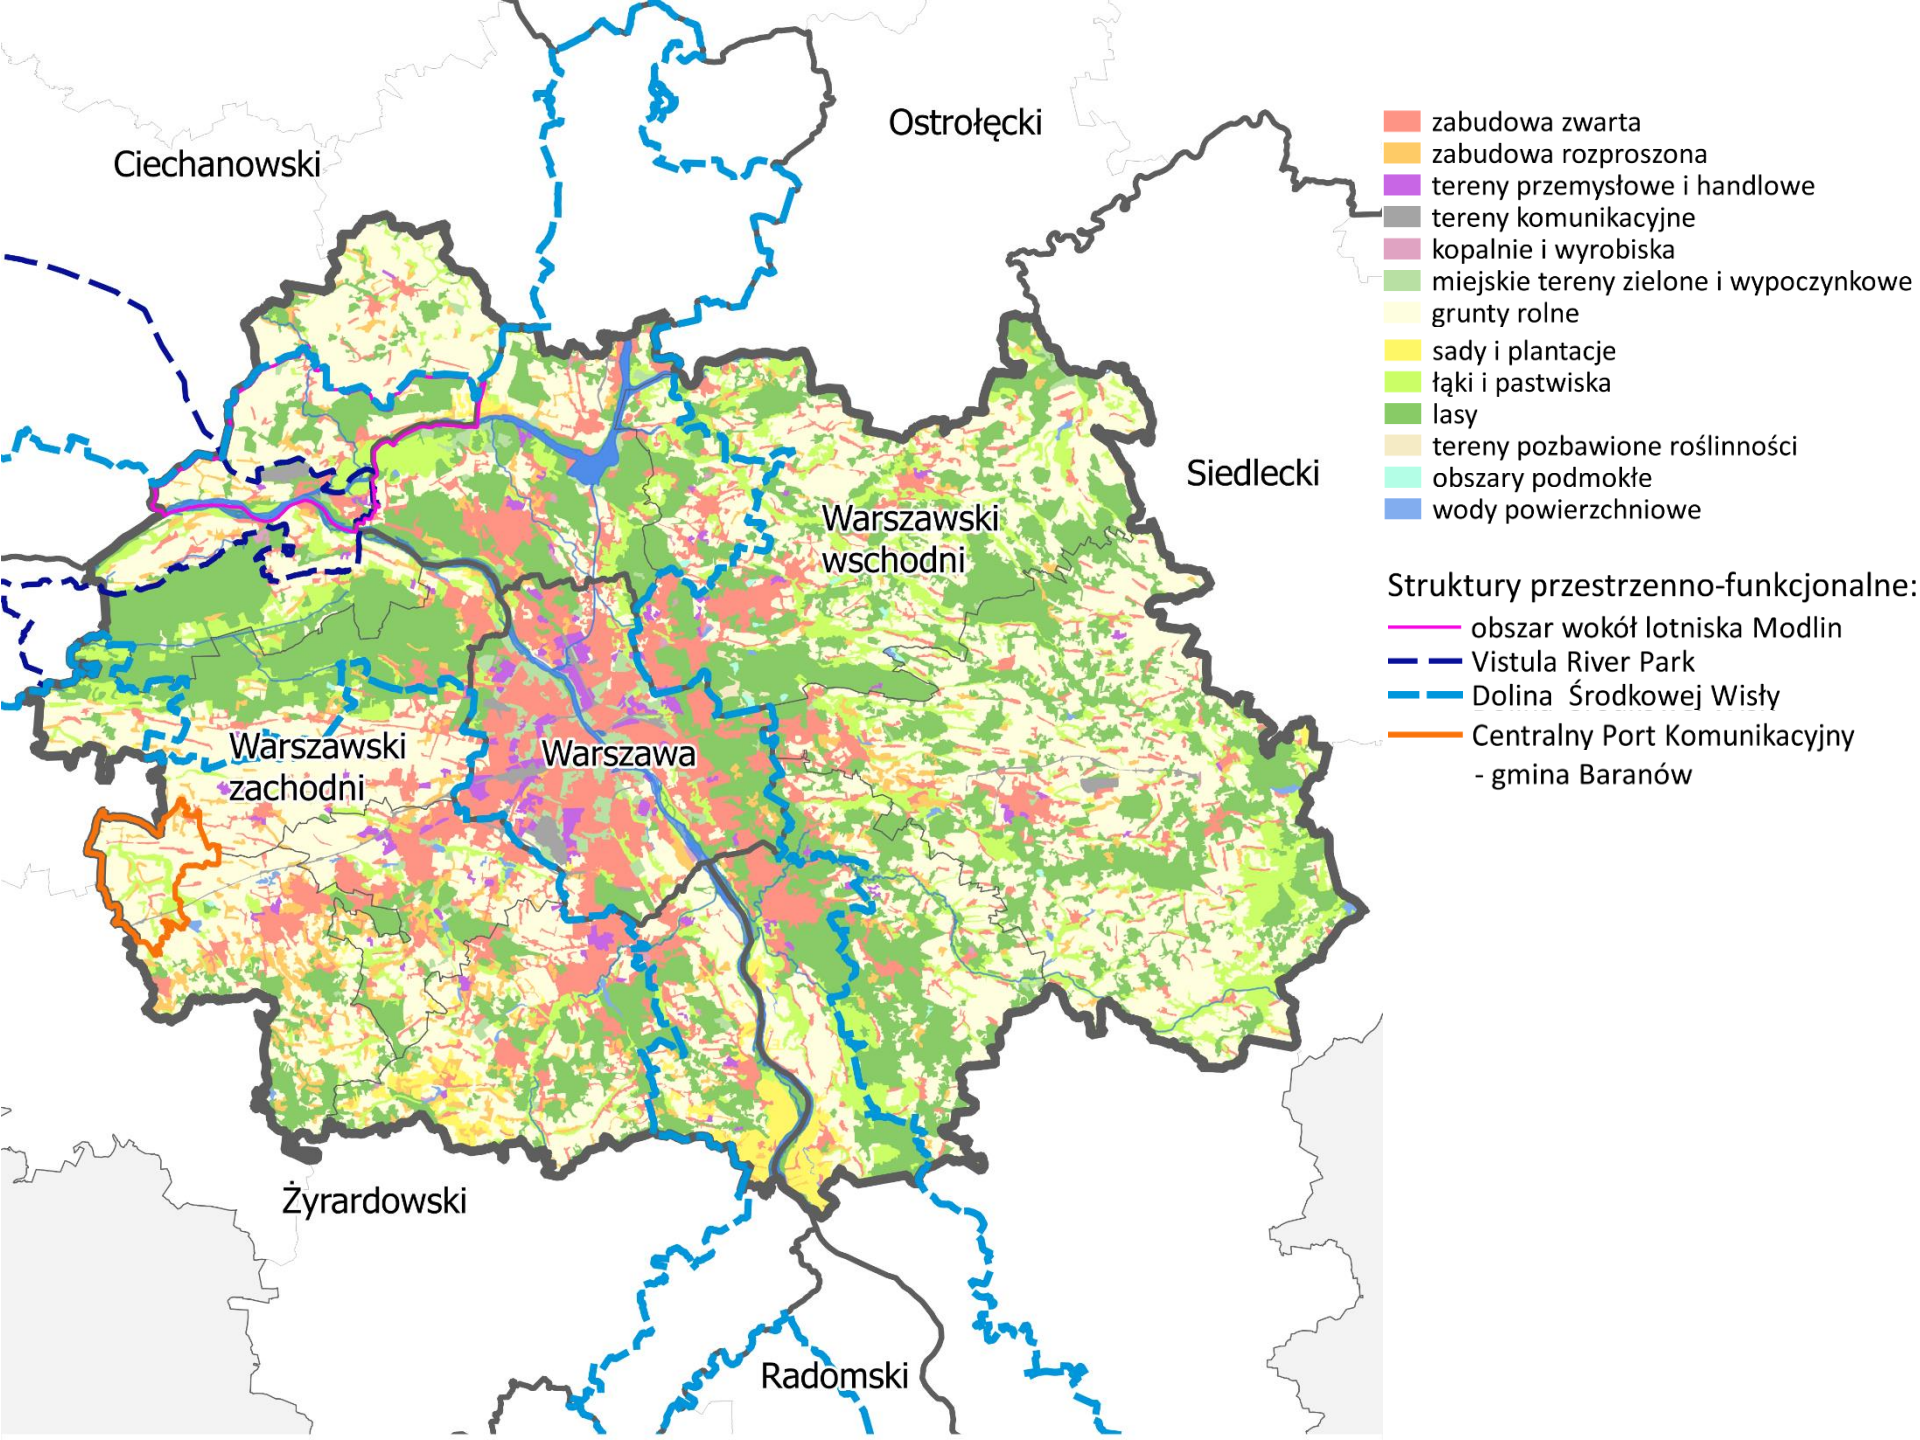 Ciechanowski
Ostrołęcki
Siedlecki
Warszawski
wschodni
Warszawa
Warszawski
zachodni
Żyrardowski
Radomski
zabudowa zwarta
zabudowa rozproszona
tereny przemysłowe i handlowe
tereny komunikacyjne
kopalnie i wyrobiska
miejskie tereny zielone i wypoczynkowe
grunty rolne
sady i plantacje
łąki i pastwiska
lasy
tereny pozbawione roślinności
obszary podmokłe
wody powierzchniowe
Struktury przestrzenno-funkcjonalne:
obszar wokół lotniska Modlin
Vistula River Park
Dolina Środkowej Wisły
Centralny Port Komunikacyjny
- gmina Baranów